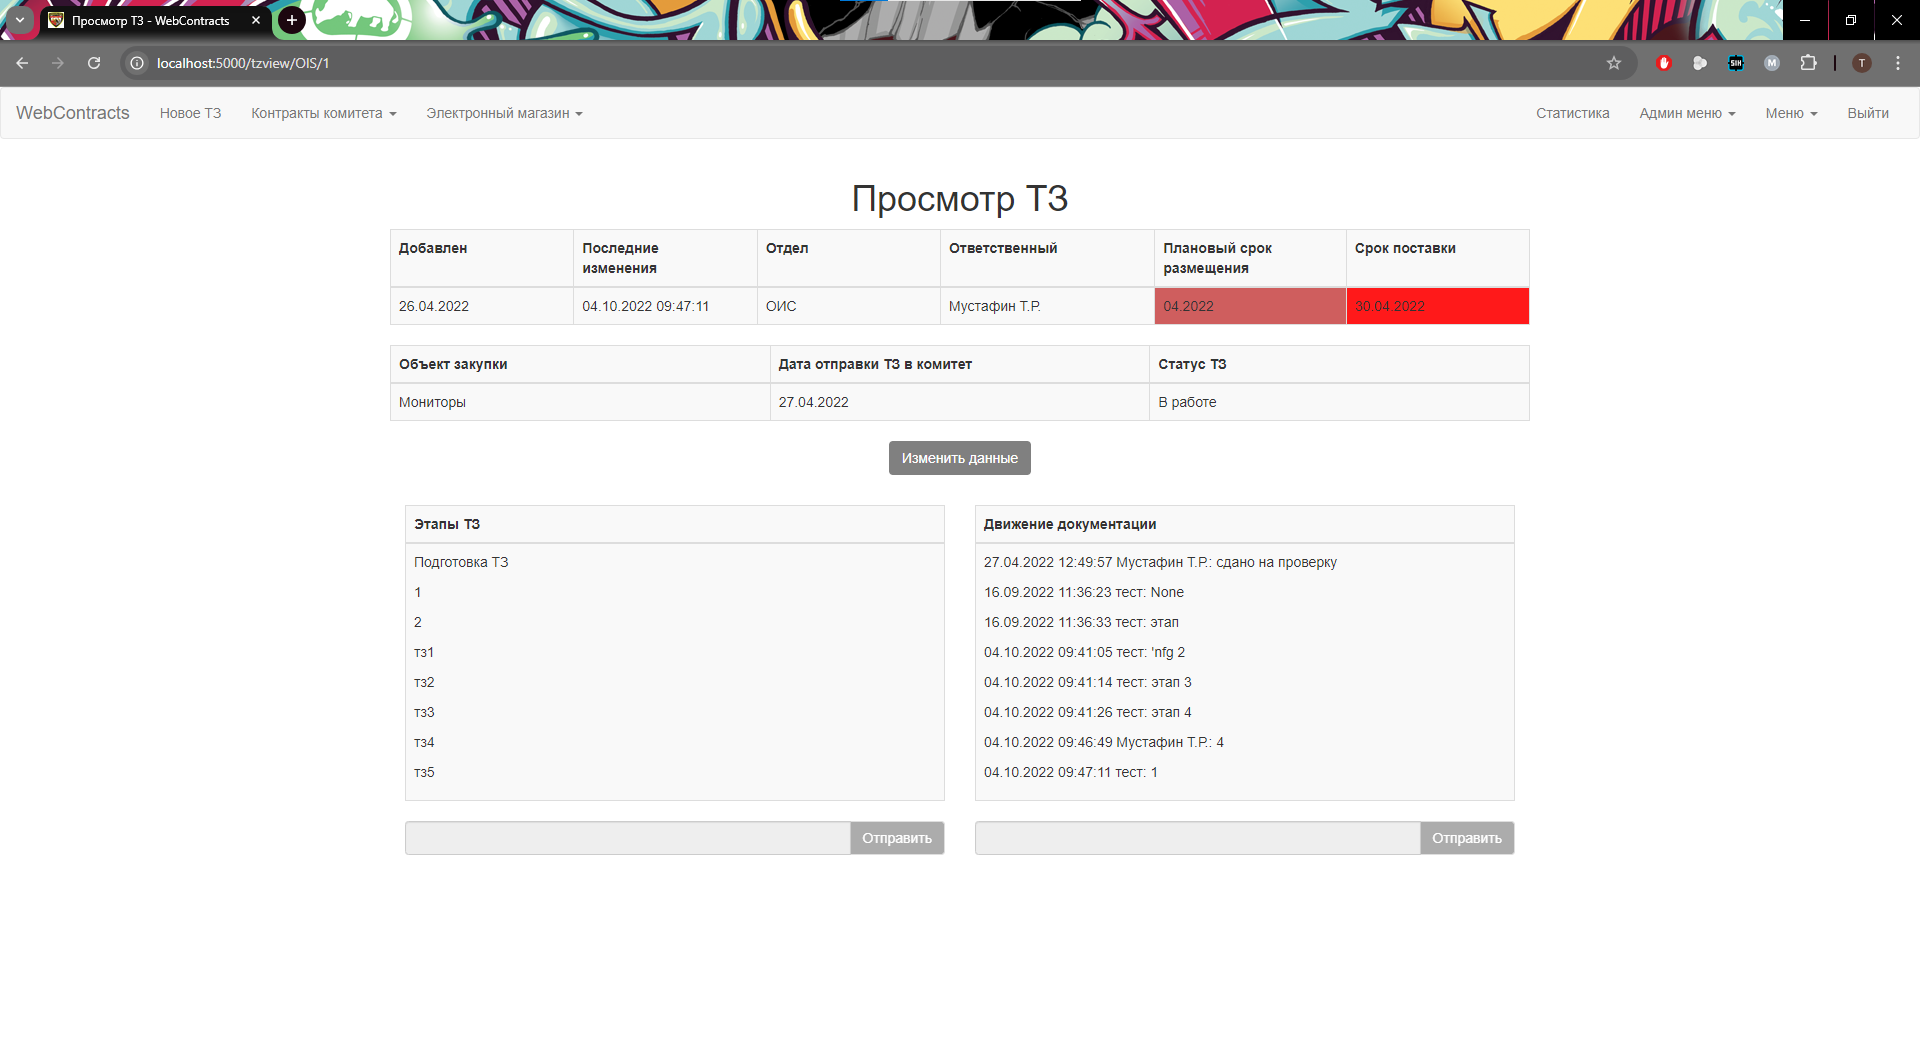 Просмотр ТЗ - WebContracts
localhost:5000/tzview/OIS/1
SIH
M
T
WebContracts Новое ТЗ Контракты комитета Электронный магазин Статистика Админ меню Меню Выйти
Просмотр ТЗ
Добавлен Последние изменения Отдел Ответственный Плановый срок размещения Срок поставки
26.04.2022 04.10.2022 09:47:11 ОИС Мустафин Т.Р. 04.2022 30.04.2022
Объект закупки Дата отправки ТЗ в комитет Статус ТЗ
Мониторы 27.04.2022 В работе
Изменить данные
Этапы ТЗ
Подготовка ТЗ
1
2
тз1
тз2
тз3
тз4
тз5
Отправить
Движение документации
27.04.2022 12:49:57 Мустафин Т.Р.: сдано на проверку
16.09.2022 11:36:23 тест: None
16.09.2022 11:36:33 тест: этап
04.10.2022 09:41:05 тест: 'nfg 2
04.10.2022 09:41:14 тест: этап 3
04.10.2022 09:41:26 тест: этап 4
04.10.2022 09:46:49 Мустафин Т.Р.: 4
04.10.2022 09:47:11 тест: 1
Отправить